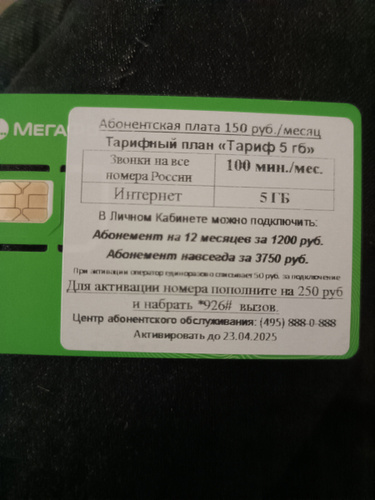 МЕГА
Абонентская плата 150 руб./месяц
Тарифный план «Тариф 5 гб»
Звонки на все номера России
100 мин./мес.
Интернет
5 ГБ
В Личном Кабинете можно подключить:
Абонемент на 12 месяцев за 1200 руб.
Абонемент навсегда за 3750 руб.
При активации оператор единоразово списывает 50 руб. за подключение
Для активации номера пополните на 250 руб
и набрать *926# вызов.
Центр абонентского обслуживания: (495) 888-0-888
Активировать до 23.04.2025